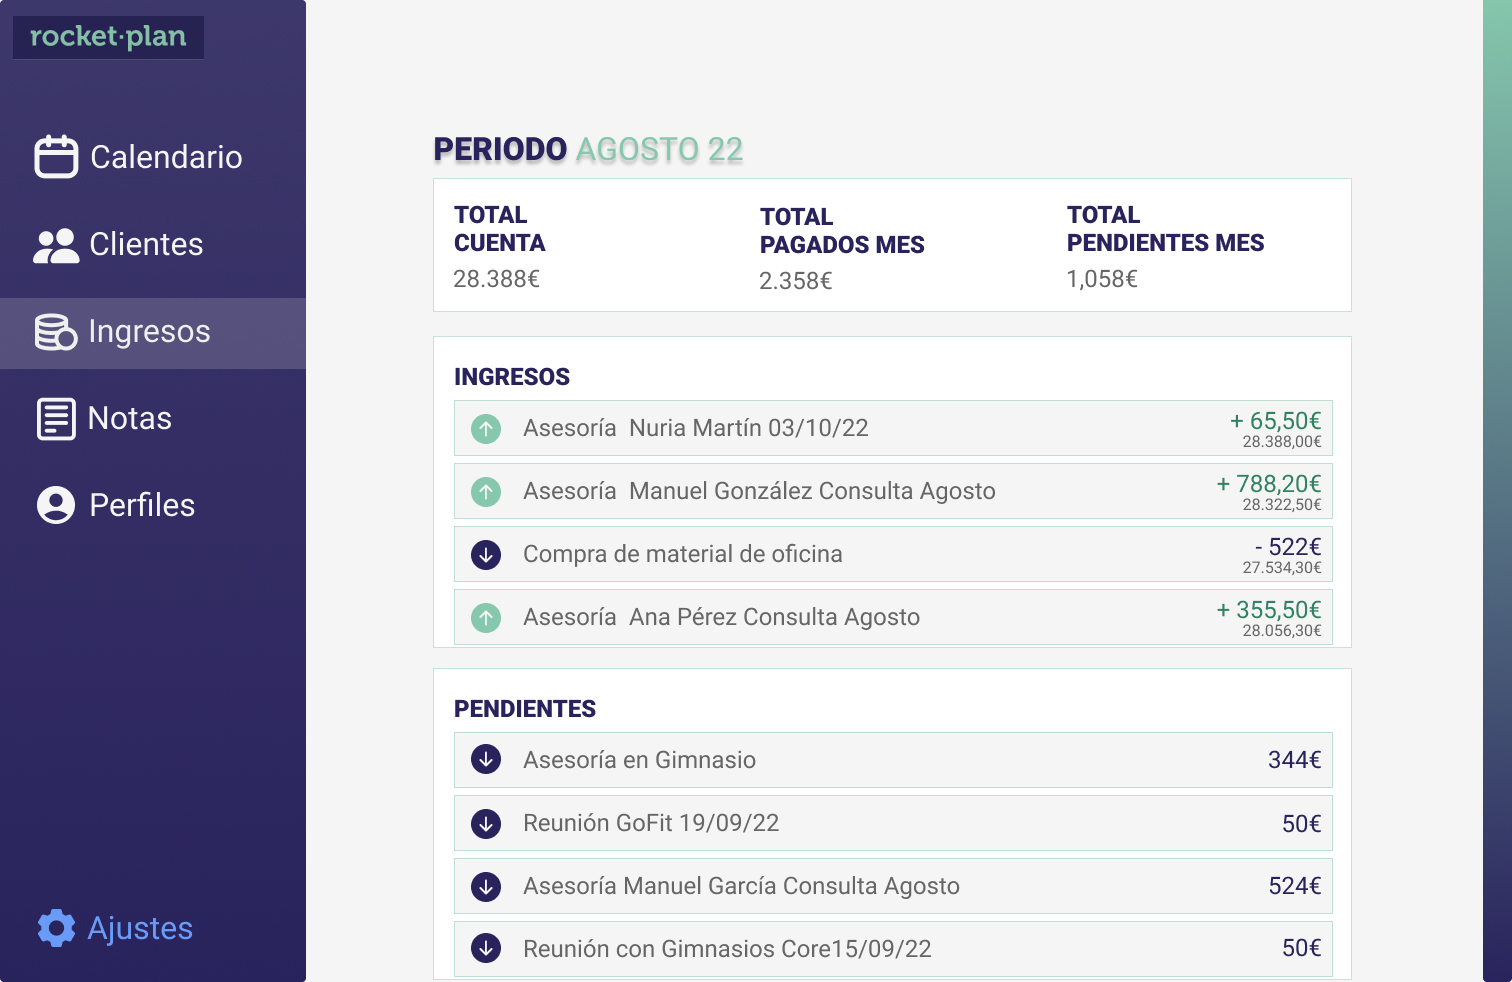 rocket·plan
Calendario
Clientes
Ingresos
Notas
Perfiles
Ajustes
PERIODO AGOSTO 22
TOTAL
CUENTA
28.388€
TOTAL
PAGADOS MES
2.358€
TOTAL
PENDIENTES MES
1,058€
INGRESOS
Asesoría  Nuria Martín 03/10/22
+ 65,50€
28.388,00€
Asesoría  Manuel González Consulta Agosto
+ 788,20€
28.322,50€
Compra de material de oficina
- 522€
27.534,30€
Asesoría  Ana Pérez Consulta Agosto
+ 355,50€
28.056,30€
PENDIENTES
Asesoría en Gimnasio
344€
Reunión GoFit 19/09/22
50€
Asesoría Manuel García Consulta Agosto
524€
Reunión con Gimnasios Core15/09/22
50€